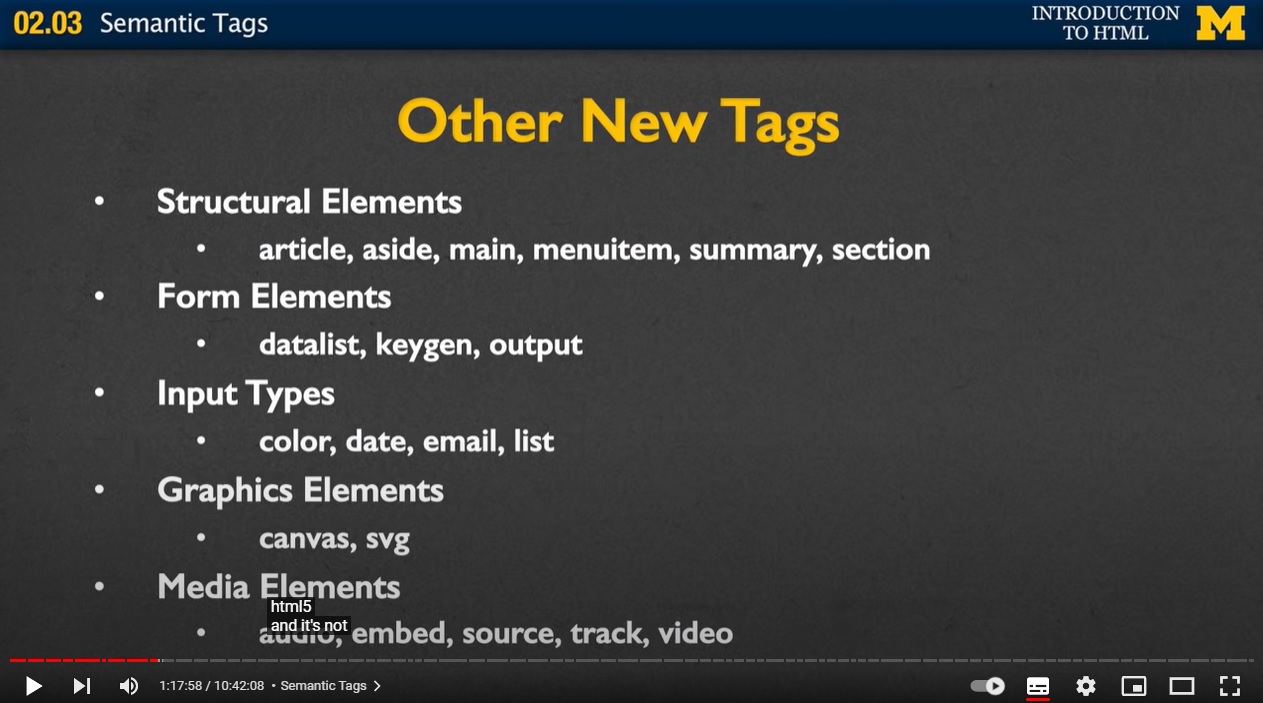 02.03 Semantic Tags
INTRODUCTION
TO HTML
M
Other New Tags
• Structural Elements
• article, aside, main, menuitem, summary, section
• Form Elements
• datalist, keygen, output
• Input Types
• color, date, email, list
• Graphics Elements
• canvas, svg
• Media Elements
html5
and it's not
• audio, embed, source, track, video
1:17:58 / 10:42:08 • Semantic Tags